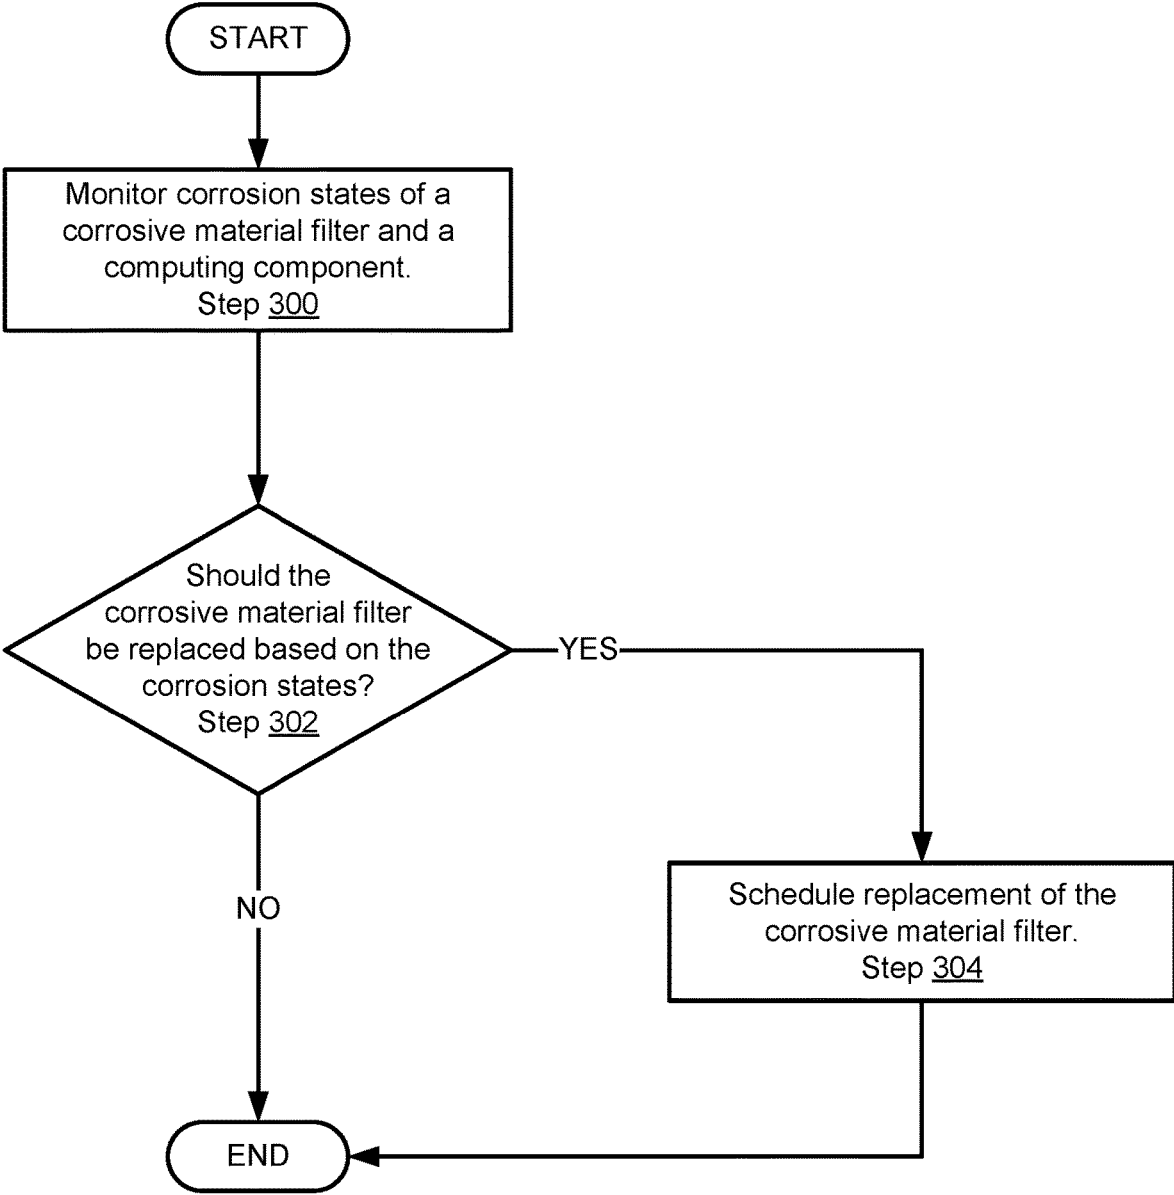 START
Monitor corrosion states of a
corrosive material filter and a
computing component.
Step 300
Should the
corrosive material filter
be replaced based on the
corrosion states?
Step 302
YES
NO
Schedule replacement of the
corrosive material filter.
Step 304
END